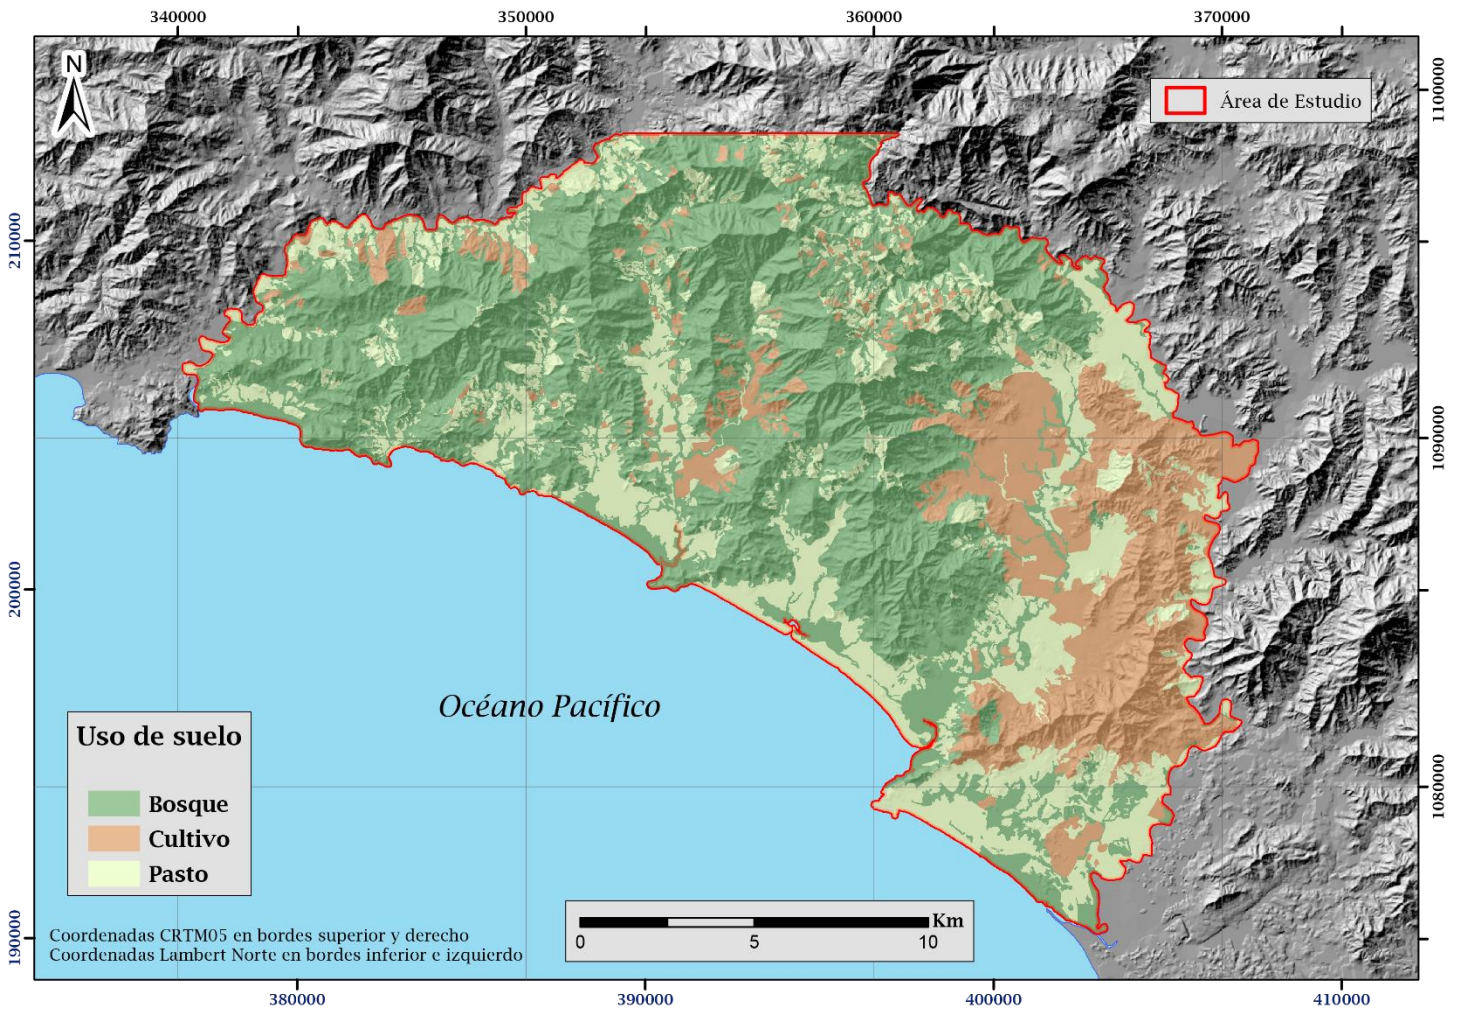 340000 350000 360000 370000
N
Área de Estudio
1100000
210000
1090000
200000
Océano Pacífico
1080000
Uso de suelo
Bosque
Cultivo
Pasto
190000
Km
0 5 10
Coordenadas CRTM05 en bordes superior y derecho
Coordenadas Lambert Norte en bordes inferior e izquierdo
380000 390000 400000 410000